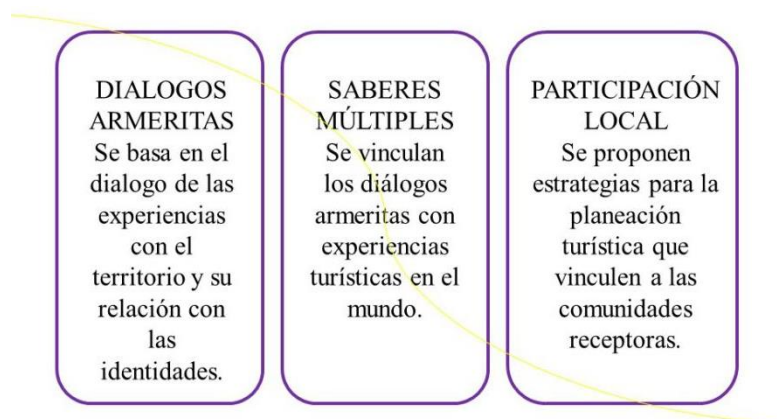 DIALOGOS
ARMERITAS
Se basa en el
dialogo de las
experiencias
con el
territorio y su
relación con
las
identidades.
SABERES
MÚLTIPLES
Se vinculan
los diálogos
armeritas con
experiencias
turísticas en el
mundo.
PARTICIPACIÓN
LOCAL
Se proponen
estrategias para la
planeación
turística que
vinculen a las
comunidades
receptoras.